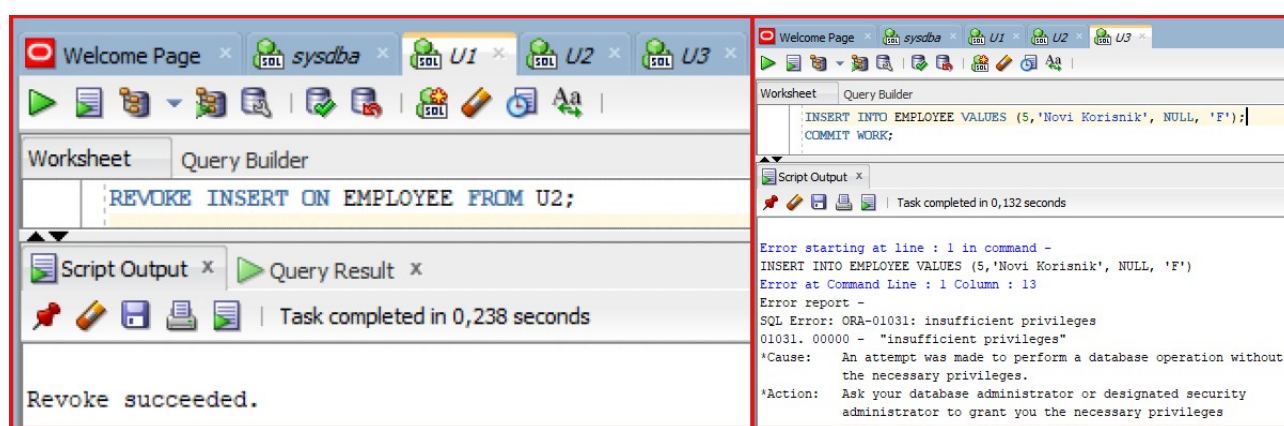 Welcome Page × sysdba × U1 × U2 × U3 ×
Worksheet Query Builder
REVOKE INSERT ON EMPLOYEE FROM U2;
Script Output × Query Result ×
Task completed in 0,238 seconds
Revoke succeeded.
Welcome Page × sysdba × U1 × U2 × U3 ×
Worksheet Query Builder
INSERT INTO EMPLOYEE VALUES (5,'Novi Korisnik', NULL, 'F');
COMMIT WORK;
Script Output ×
Task completed in 0,132 seconds
Error starting at line : 1 in command -
INSERT INTO EMPLOYEE VALUES (5,'Novi Korisnik', NULL, 'F')
Error at Command Line : 1 Column : 13
Error report -
SQL Error: ORA-01031: insufficient privileges
01031. 00000 - "insufficient privileges"
*Cause: An attempt was made to perform a database operation without
the necessary privileges.
*Action: Ask your database administrator or designated security
administrator to grant you the necessary privileges